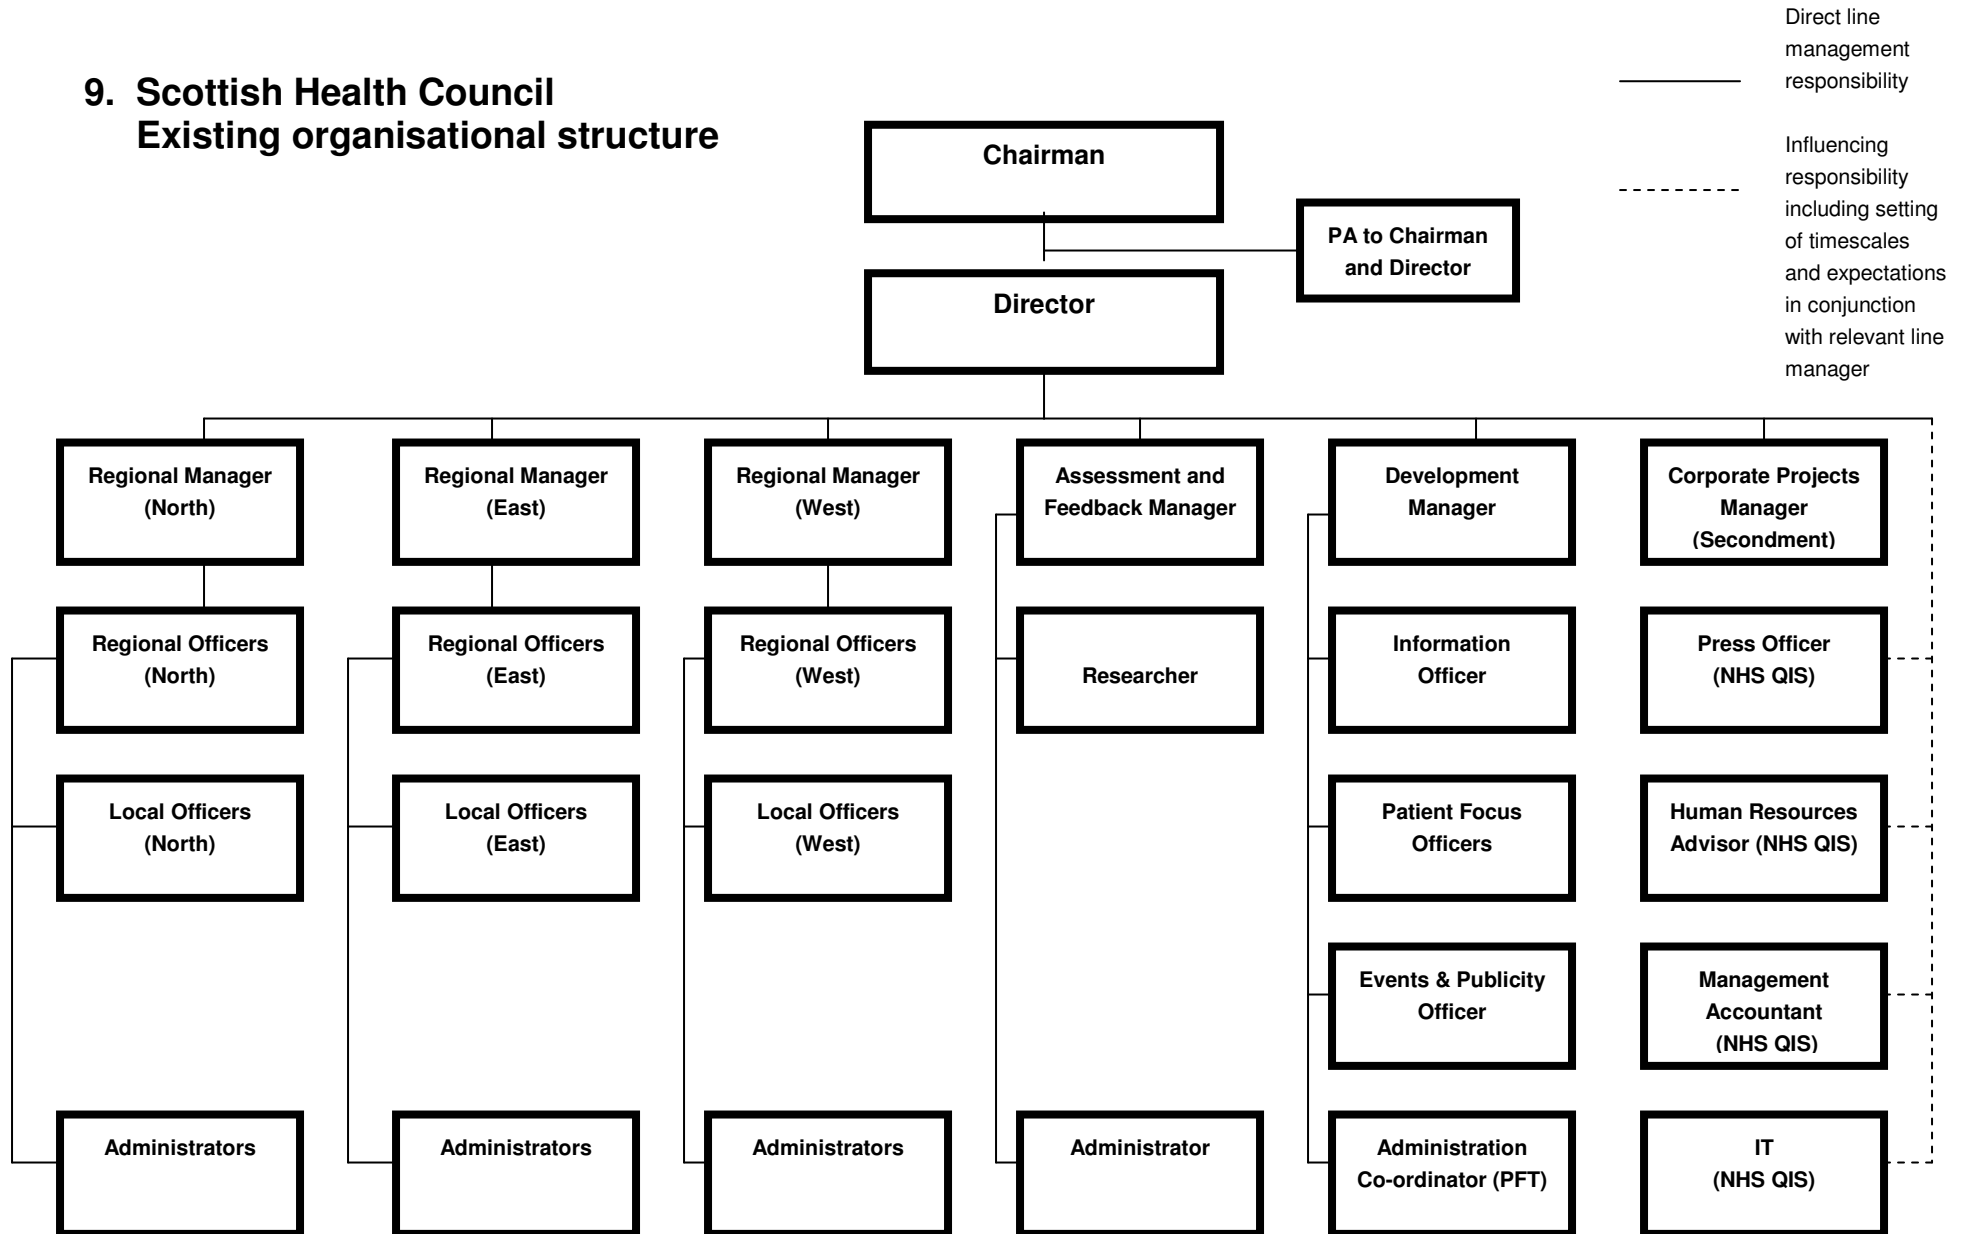 Direct line
management
responsibility
9. Scottish Health Council
Existing organisational structure
Influencing
responsibility
including setting
of timescales
and expectations
in conjunction
with relevant line
manager
Chairman
PA to Chairman
and Director
Director
Regional Manager
(North)
Regional Manager
(East)
Regional Manager
(West)
Assessment and
Feedback Manager
Development
Manager
Corporate Projects
Manager
(Secondment)
Regional Officers
(North)
Regional Officers
(East)
Regional Officers
(West)
Researcher
Information
Officer
Press Officer
(NHS QIS)
Local Officers
(North)
Local Officers
(East)
Local Officers
(West)
Patient Focus
Officers
Human Resources
Advisor (NHS QIS)
Events & Publicity
Officer
Management
Accountant
(NHS QIS)
Administrators
Administrators
Administrators
Administrator
Administration
Co-ordinator (PFT)
IT
(NHS QIS)